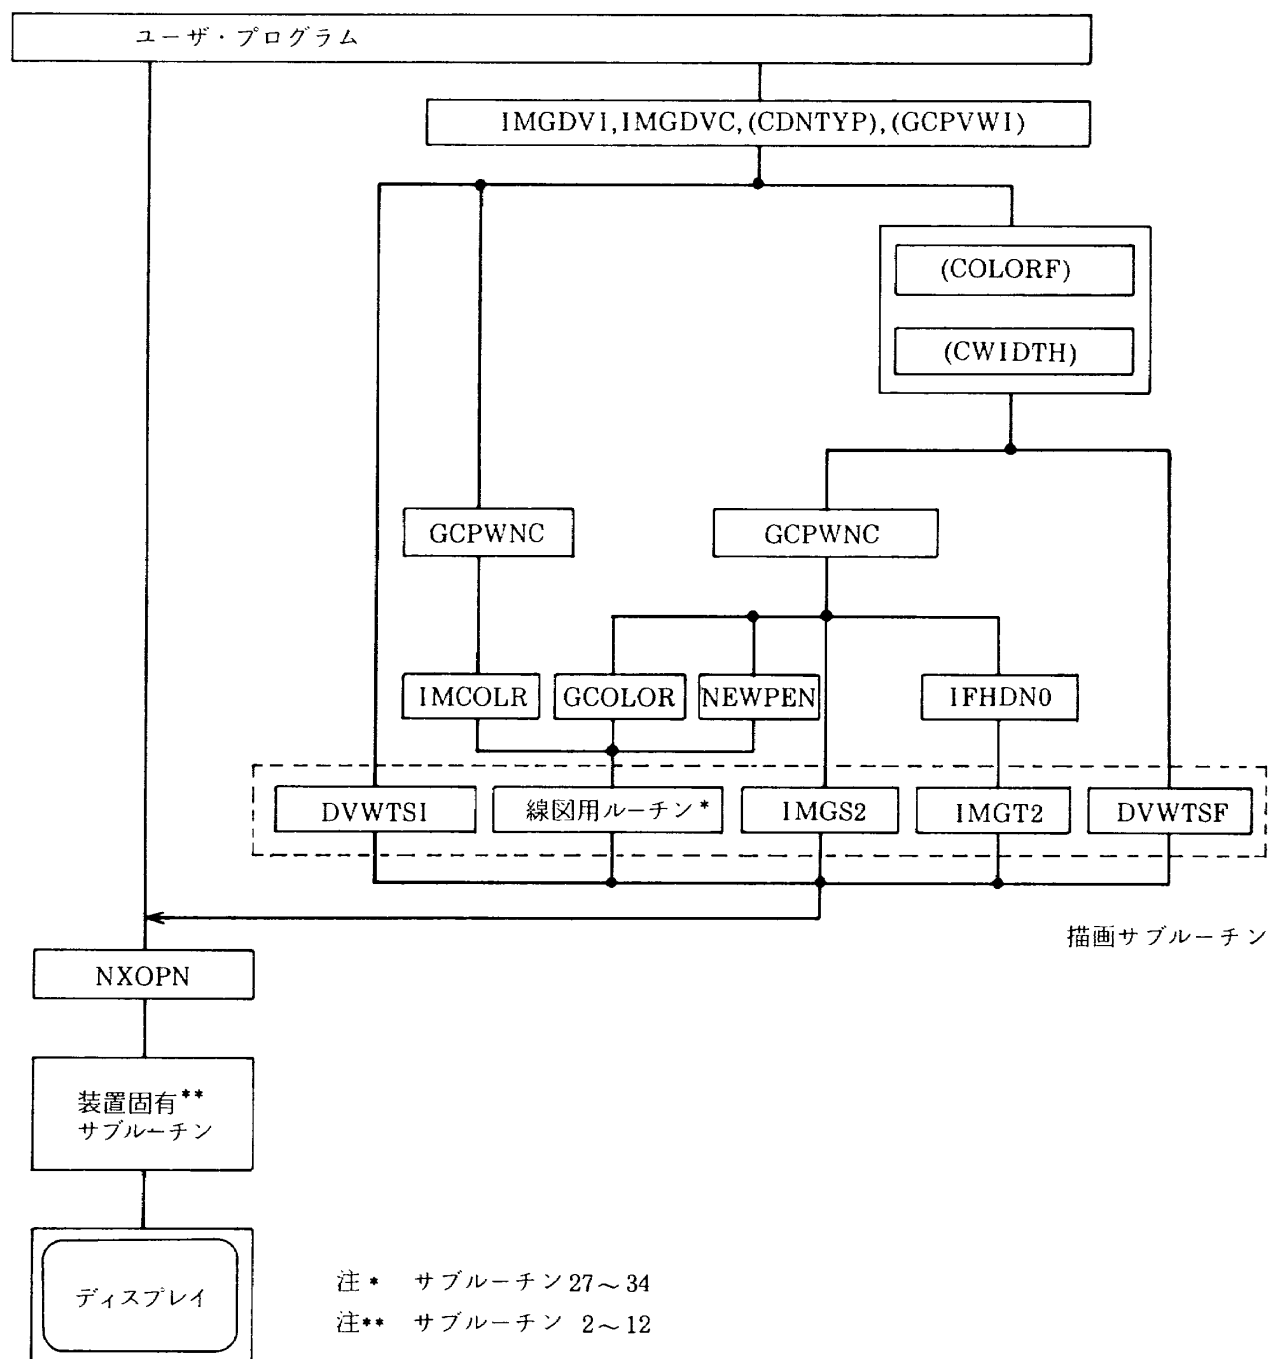 ユーザ・プログラム
IMGDVI,IMGDVC,(CDNTYP),(GCPVWI)
(COLORF)
(CWIDTH)
GCPWNC
GCPWNC
IMCOLR
GCOLOR
NEWPEN
IFHDN0
DVWTSI
線図用ルーチン*
IMGS2
IMGT2
DVWTSF
描画サブルーチン
NXOPN
装置固有**
サブルーチン
ディスプレイ
注* サブルーチン27～34
注** サブルーチン 2～12